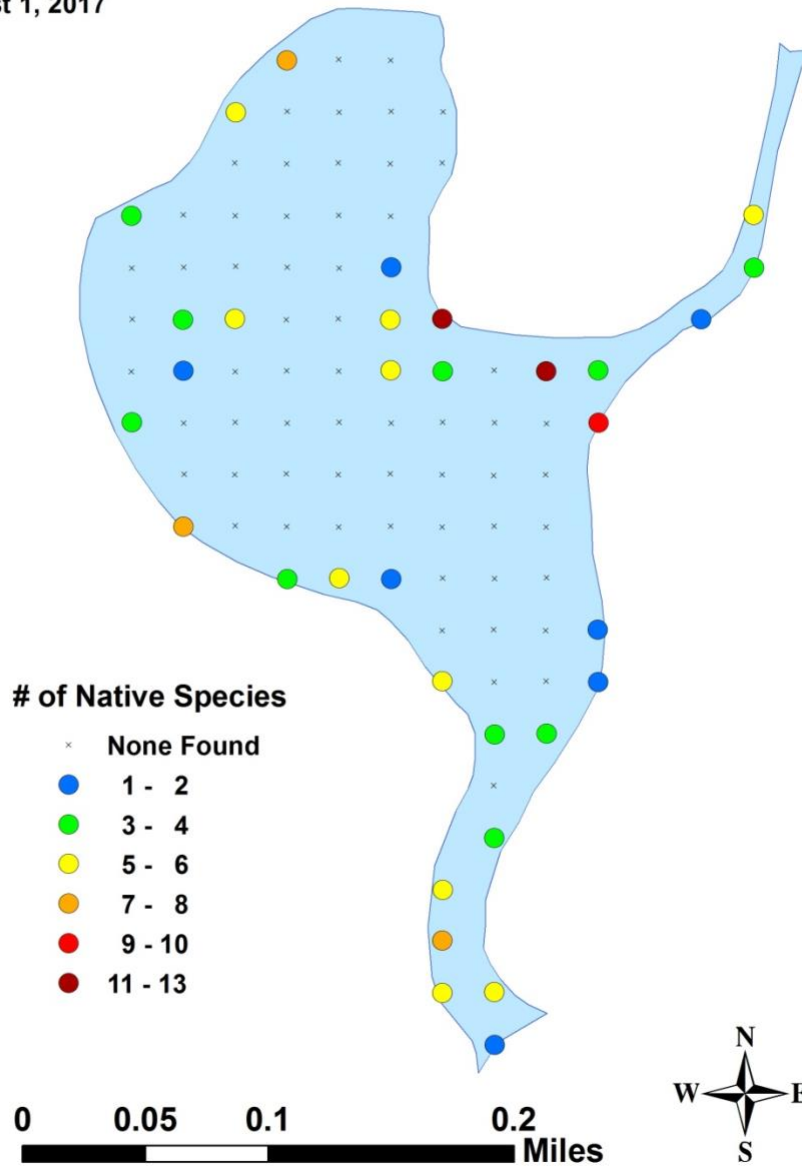 1, 2017
# of Native Species
× None Found
1 - 2
3 - 4
5 - 6
7 - 8
9 - 10
11 - 13
N
W E
S
0 0.05 0.1 0.2
Miles